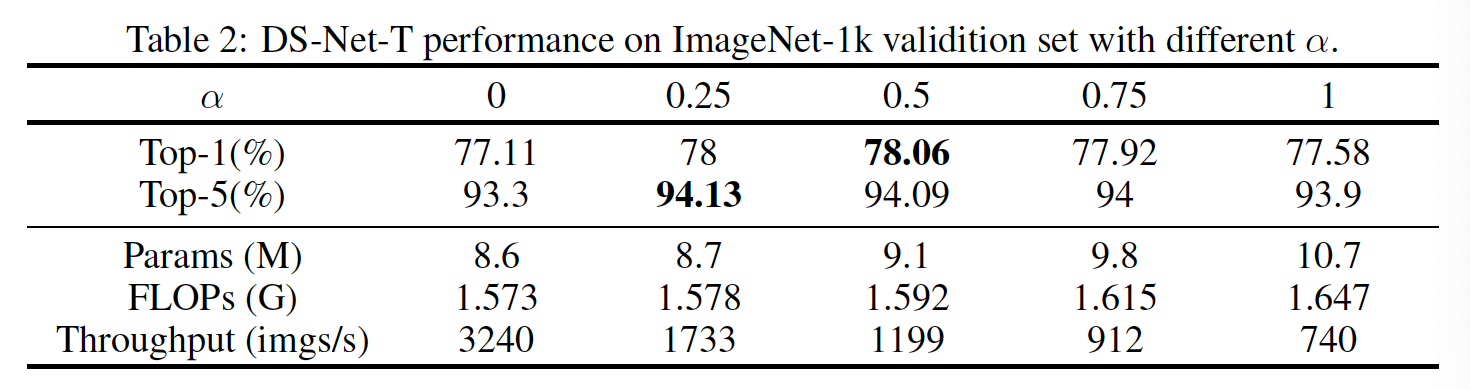 Table 2: DS-Net-T performance on ImageNet-1k validition set with different α.
α 0 0.25 0.5 0.75 1
Top-1(%) 77.11 78 78.06 77.92 77.58
Top-5(%) 93.3 94.13 94.09 94 93.9
Params (M) 8.6 8.7 9.1 9.8 10.7
FLOPs (G) 1.573 1.578 1.592 1.615 1.647
Throughput (imgs/s) 3240 1733 1199 912 740